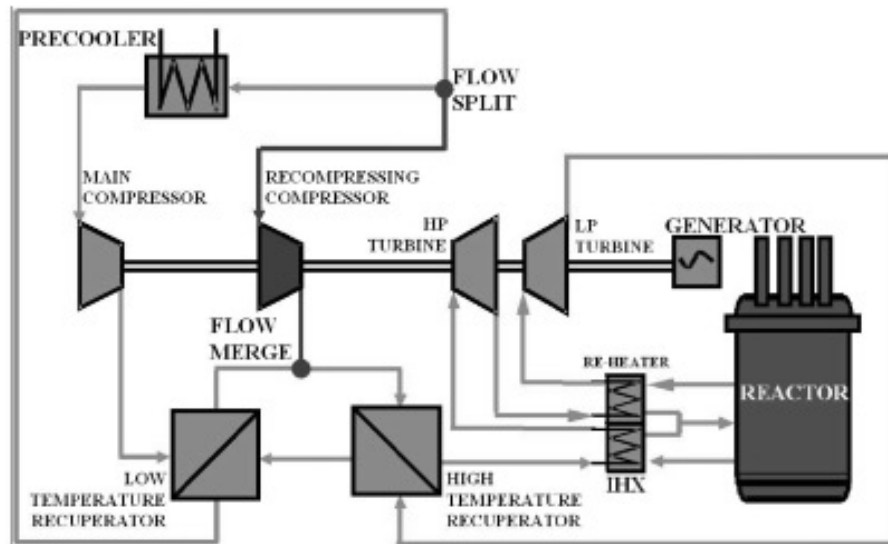 PRECOOLER
FLOW
SPLIT
MAIN
COMPRESSOR
RECOMPRESSING
COMPRESSOR
HP
TURBINE
LP
TURBINE
GENERATOR
FLOW
MERGE
RE-HEATER
REACTOR
LOW
TEMPERATURE
RECUPERATOR
HIGH
TEMPERATURE
RECUPERATOR
IHX